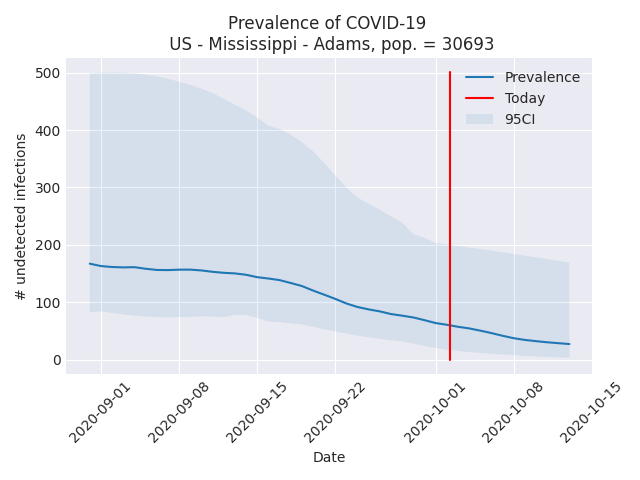 Prevalence of COVID-19
US - Mississippi - Adams, pop. = 30693
Prevalence
Today
95CI
500
400
300
200
100
0
# undetected infections
2020-09-01
2020-09-08
2020-09-15
2020-09-22
2020-10-01
2020-10-08
2020-10-15
Date